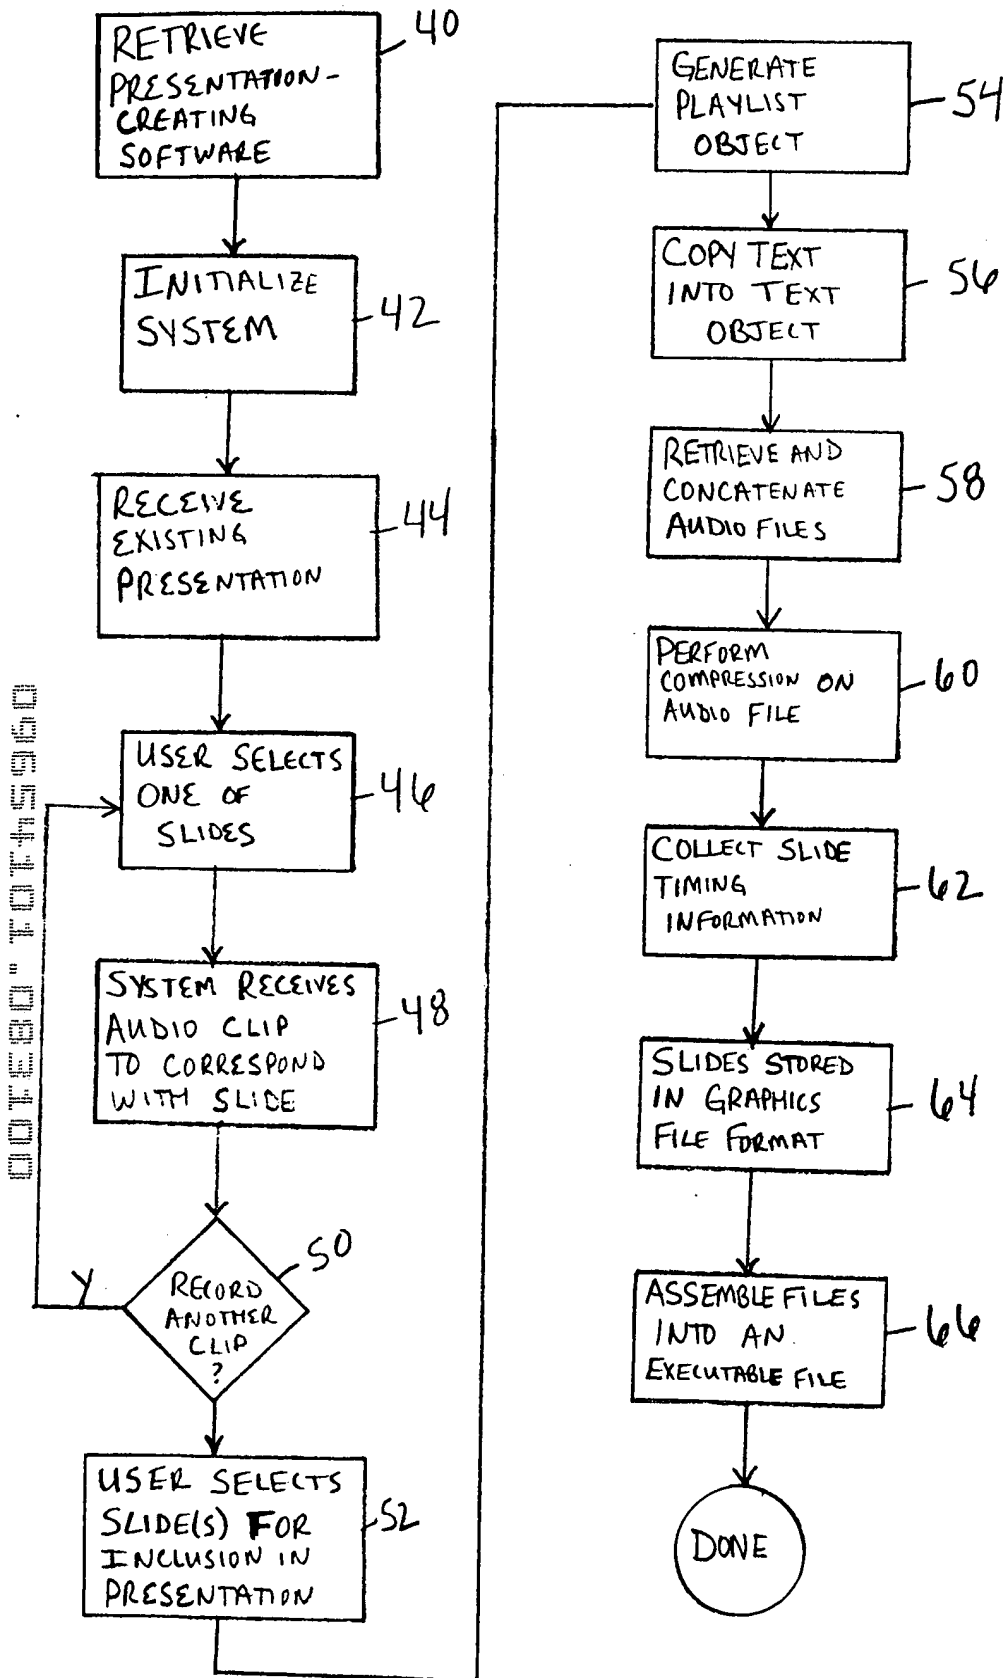 RETRIEVE
PRESENTATION-
CREATING
SOFTWARE
40
INITIALIZE
SYSTEM
42
RECEIVE
EXISTING
PRESENTATION
44
USER SELECTS
ONE OF
SLIDES
46
SYSTEM RECEIVES
AUDIO CLIP
TO CORRESPOND
WITH SLIDE
48
RECORD
ANOTHER
CLIP
?
50
Y
USER SELECTS
SLIDE(S) FOR
INCLUSION IN
PRESENTATION
52
GENERATE
PLAYLIST
OBJECT
54
COPY TEXT
INTO TEXT
OBJECT
56
RETRIEVE AND
CONCATENATE
AUDIO FILES
58
PERFORM
COMPRESSION ON
AUDIO FILE
60
COLLECT SLIDE
TIMING
INFORMATION
62
SLIDES STORED
IN GRAPHICS
FILE FORMAT
64
ASSEMBLE FILES
INTO AN
EXECUTABLE FILE
66
DONE
09654101.083100